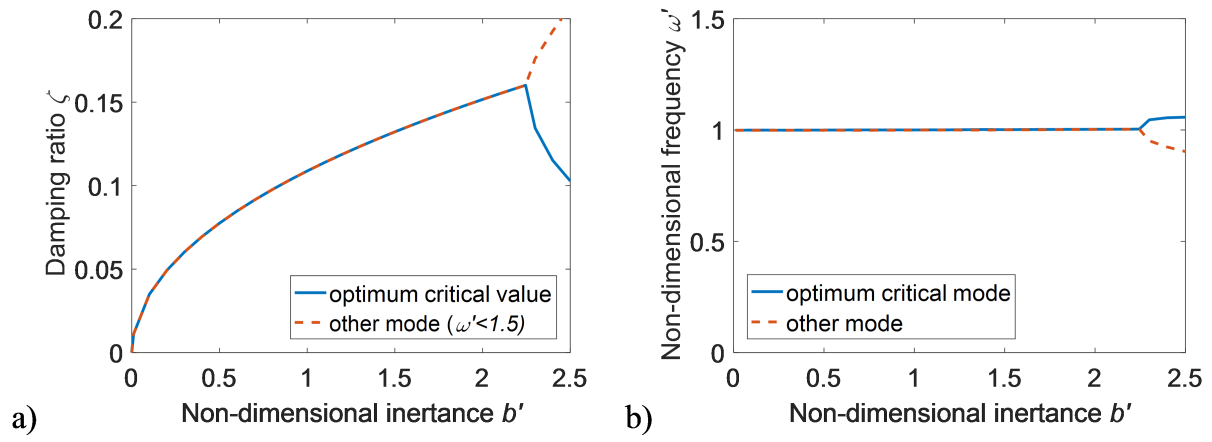 0.2
0.15
0.1
0.05
0
Damping ratio ζ
optimum critical value
other mode (ω'<1.5)
0 0.5 1 1.5 2 2.5
Non-dimensional inertance b'
a)
1.5
1
0.5
0
Non-dimensional frequency ω'
optimum critical mode
other mode
0 0.5 1 1.5 2 2.5
Non-dimensional inertance b'
b)